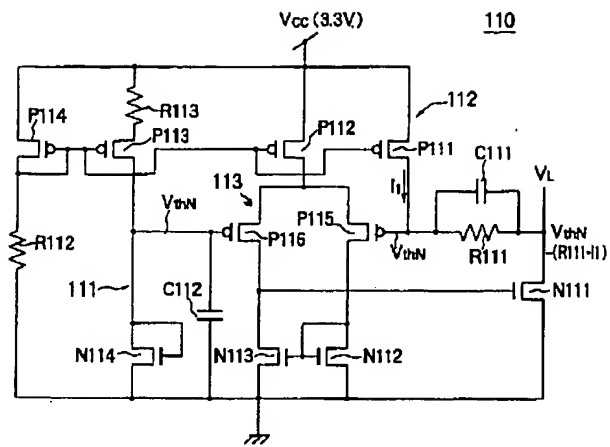 110
Vcc (3.3V)
R113
P114
P113
P112
112
P111
C111
I1
VL
113
VthN
P116
P115
VthN
R111
VthN
-(R111·I1)
R112
111
C112
N111
N114
N113
N112